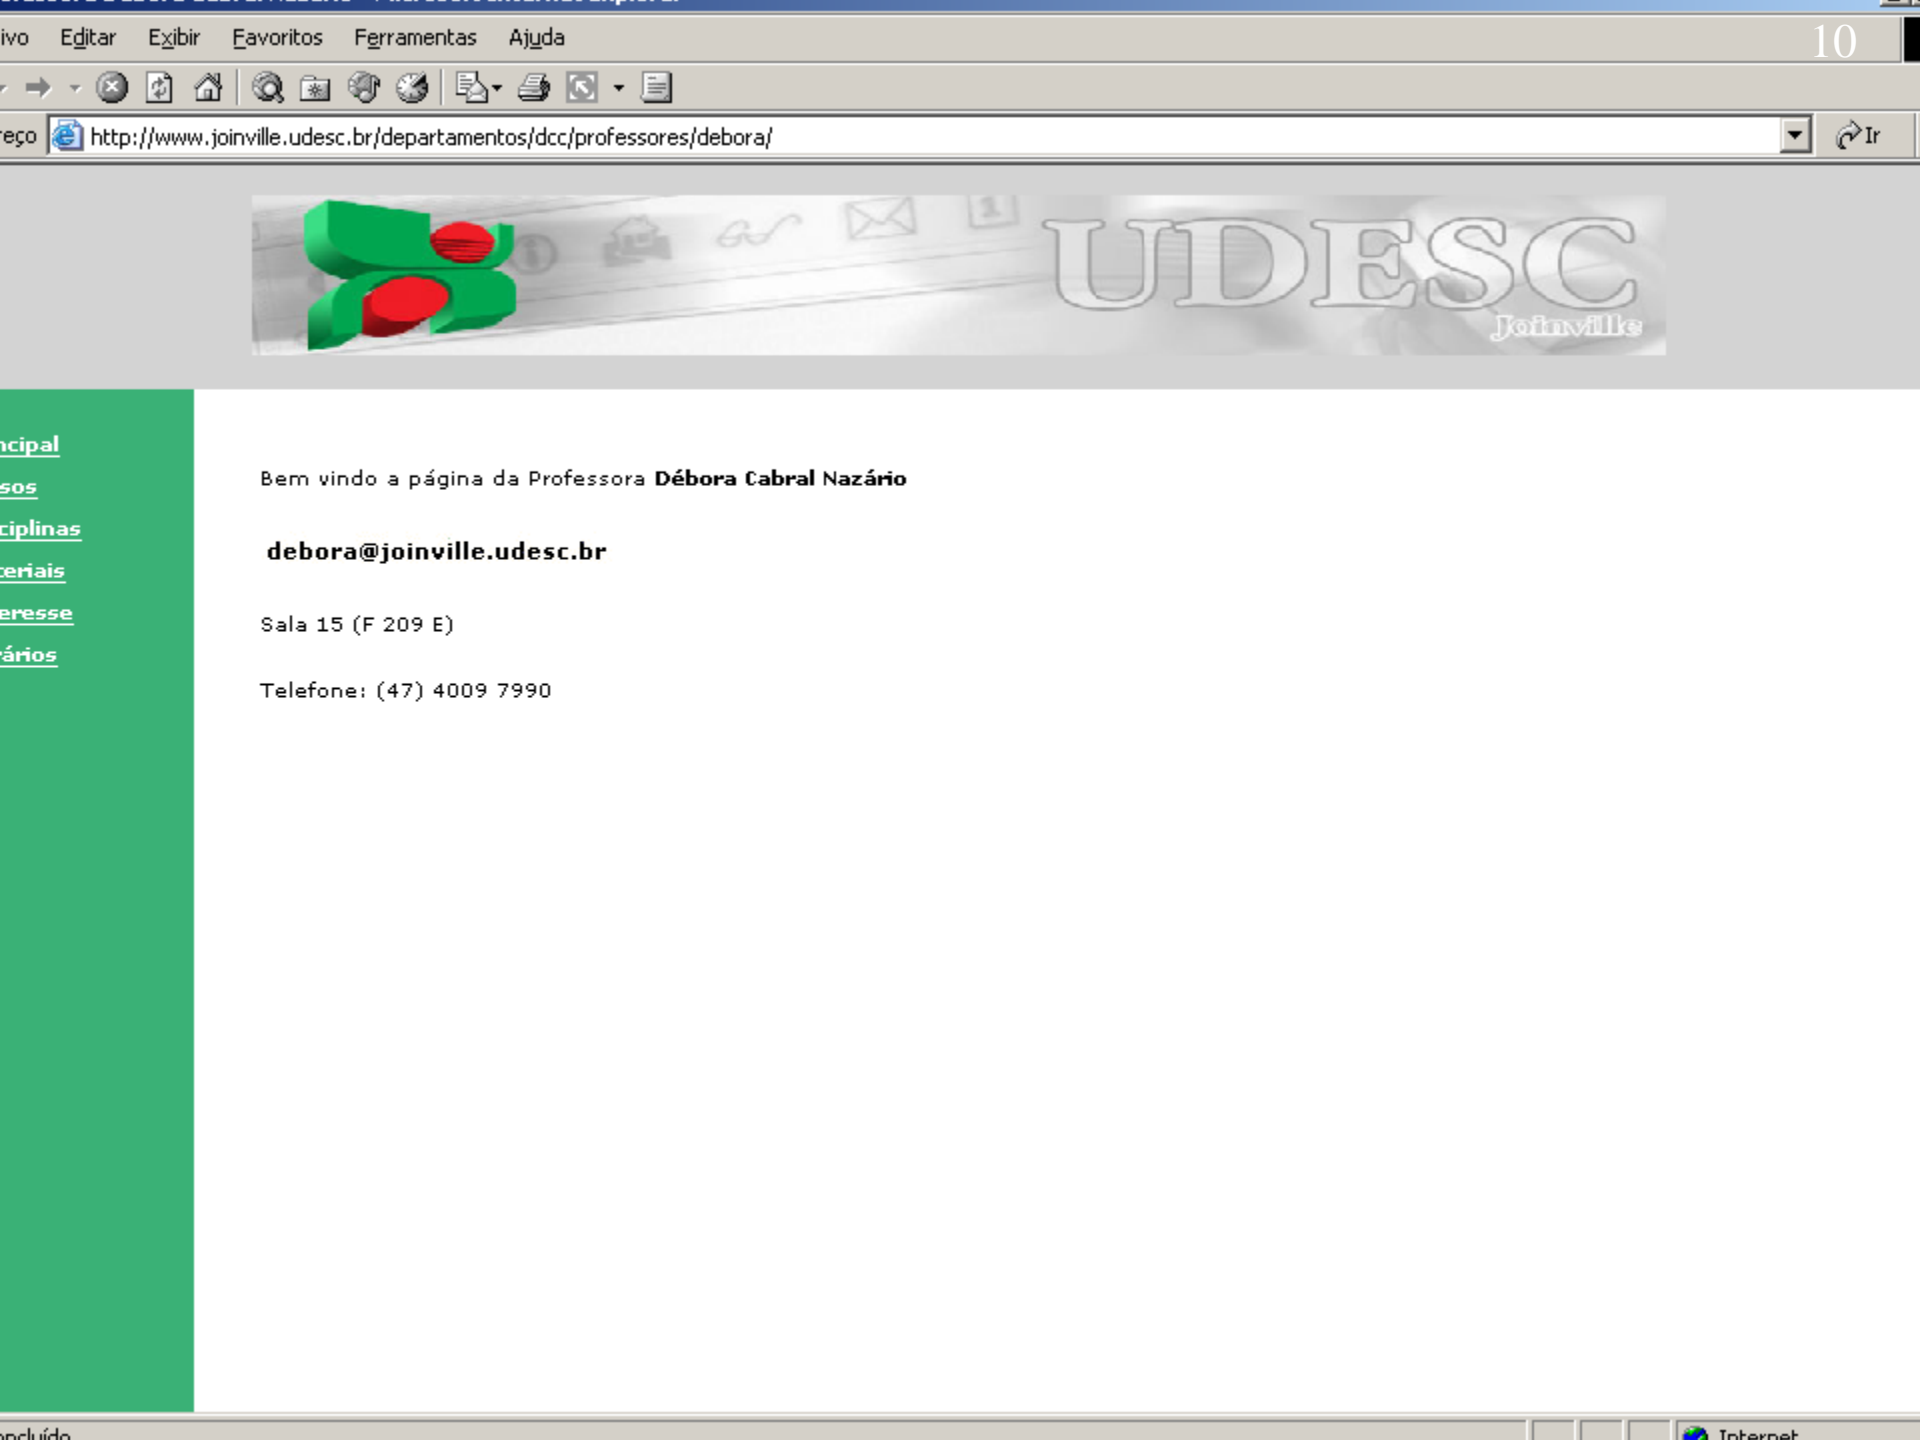 ivo Editar Exibir Favoritos Ferramentas Ajuda
10
reço http://www.joinville.udesc.br/departamentos/dcc/professores/debora/ Ir
UDESC
Joinville
ncipal
sos
ciplinas
teriais
eresse
ários
Bem vindo a página da Professora Débora Cabral Nazário
debora@joinville.udesc.br
Sala 15 (F 209 E)
Telefone: (47) 4009 7990
oncluído Internet